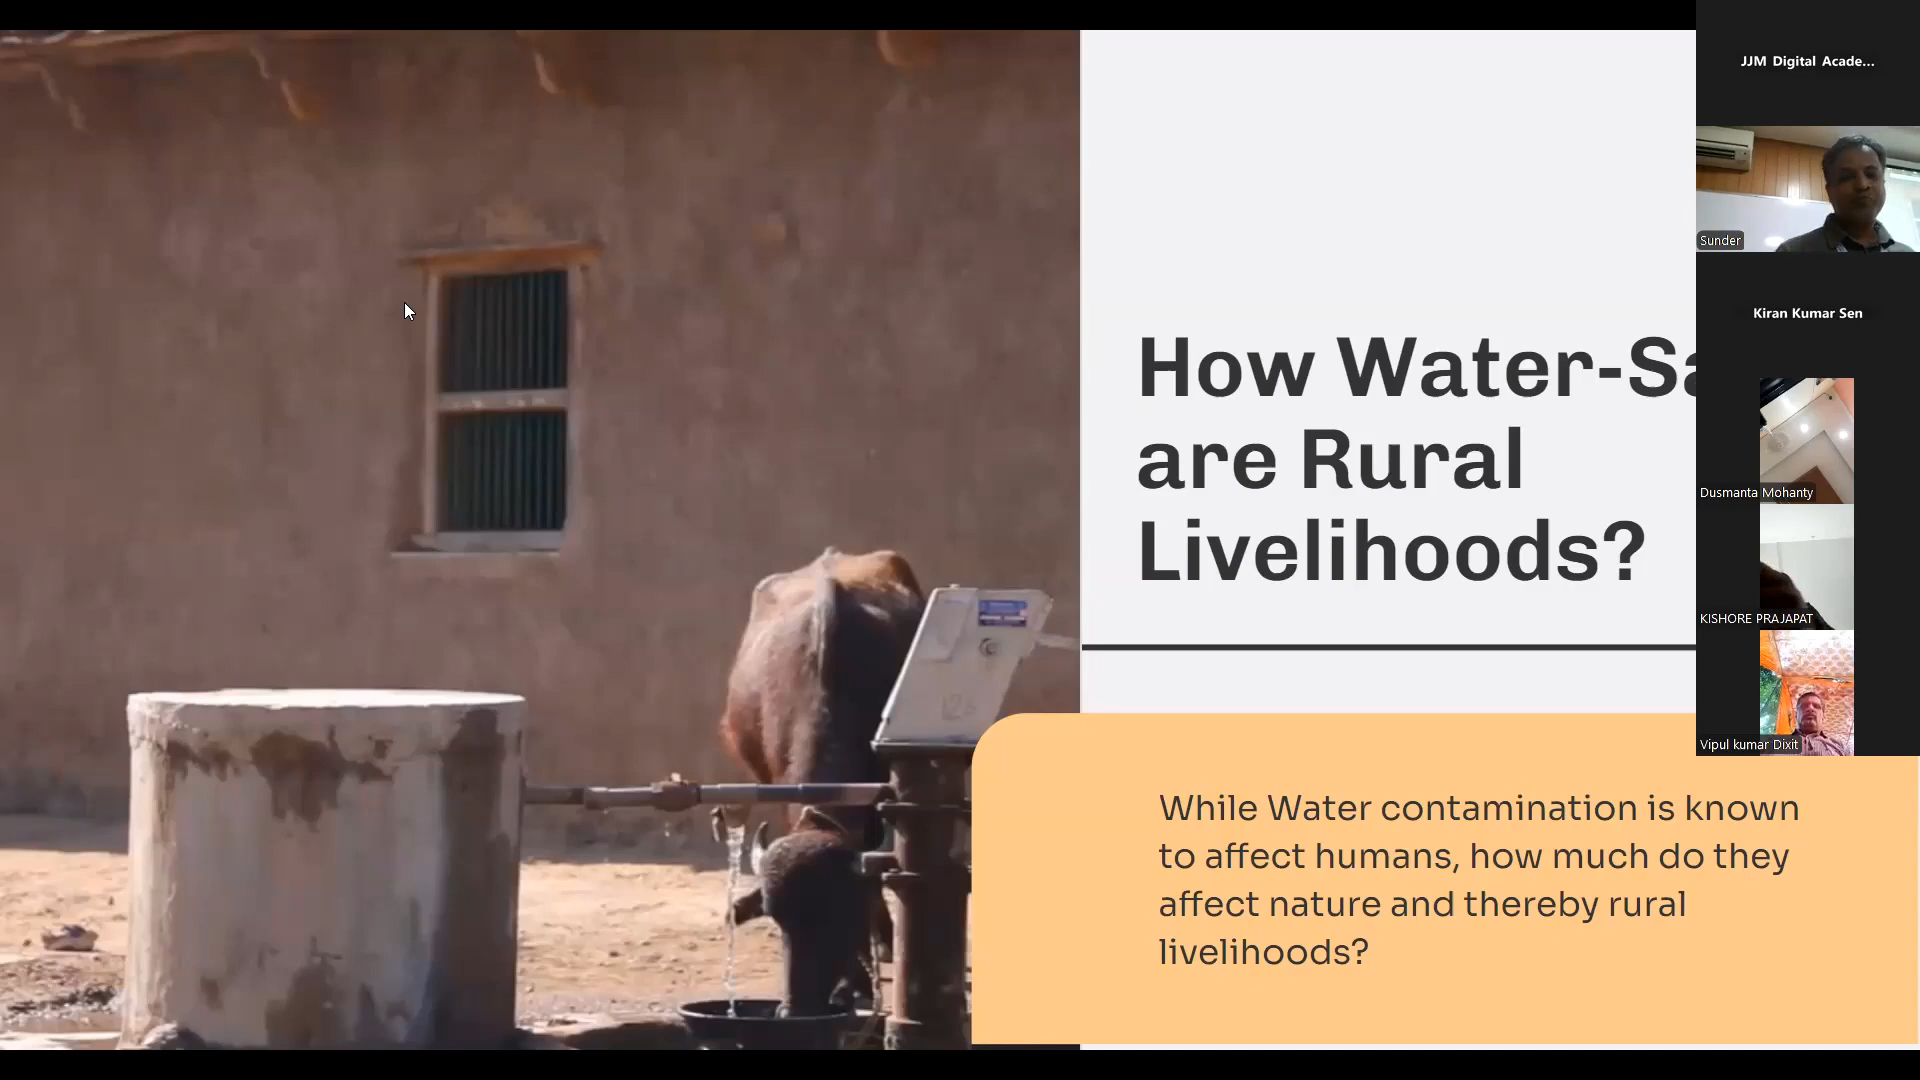 How Water-Sa
are Rural
Livelihoods?
While Water contamination is known
to affect humans, how much do they
affect nature and thereby rural
livelihoods?
JJM Digital Acade...
Sunder
Kiran Kumar Sen
Dusmanta Mohanty
KISHORE PRAJAPAT
Vipul kumar Dixit
126